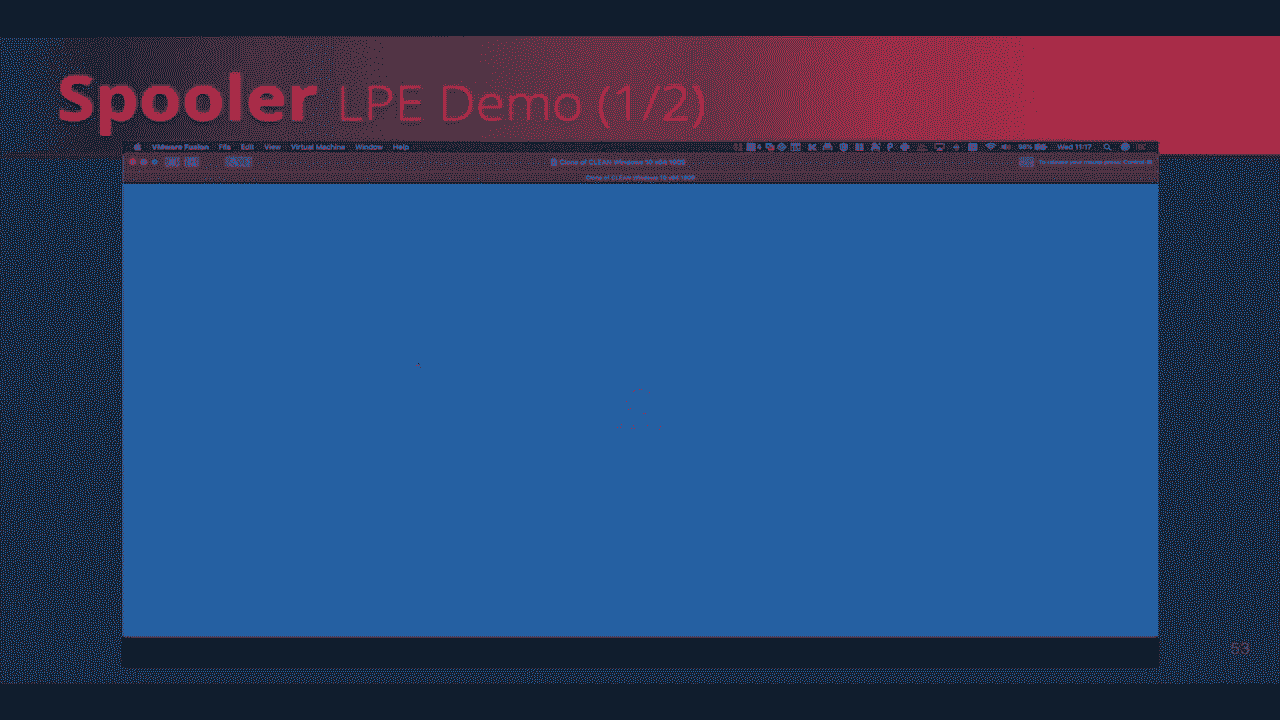 Spooler LPE Demo (1/2)
VMware Fusion File Edit View Virtual Machine Window Help
98% Wed 11:17
Clone of CLEAN Windows 10 x64 1909
To release your mouse press: Control-⌘
Clone of CLEAN Windows 10 x64 1909
53